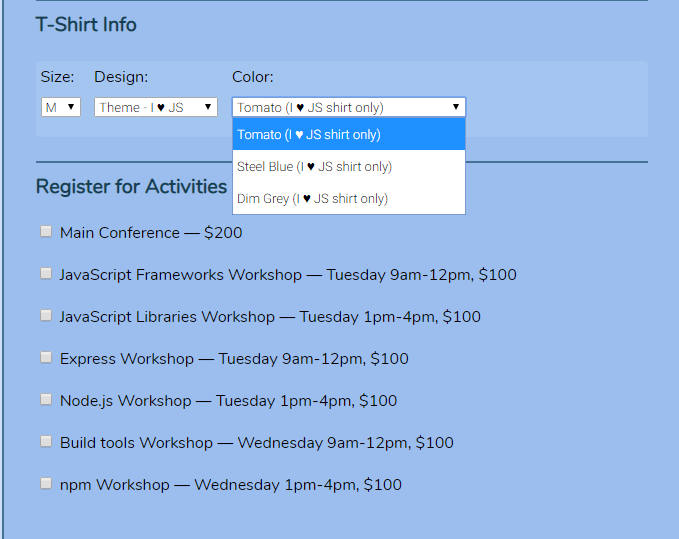 T-Shirt Info
Size: Design: Color:
M Theme - I ♥ JS Tomato (I ♥ JS shirt only)
Tomato (I ♥ JS shirt only)
Steel Blue (I ♥ JS shirt only)
Dim Grey (I ♥ JS shirt only)
Register for Activities
Main Conference — $200
JavaScript Frameworks Workshop — Tuesday 9am-12pm, $100
JavaScript Libraries Workshop — Tuesday 1pm-4pm, $100
Express Workshop — Tuesday 9am-12pm, $100
Node.js Workshop — Tuesday 1pm-4pm, $100
Build tools Workshop — Wednesday 9am-12pm, $100
npm Workshop — Wednesday 1pm-4pm, $100